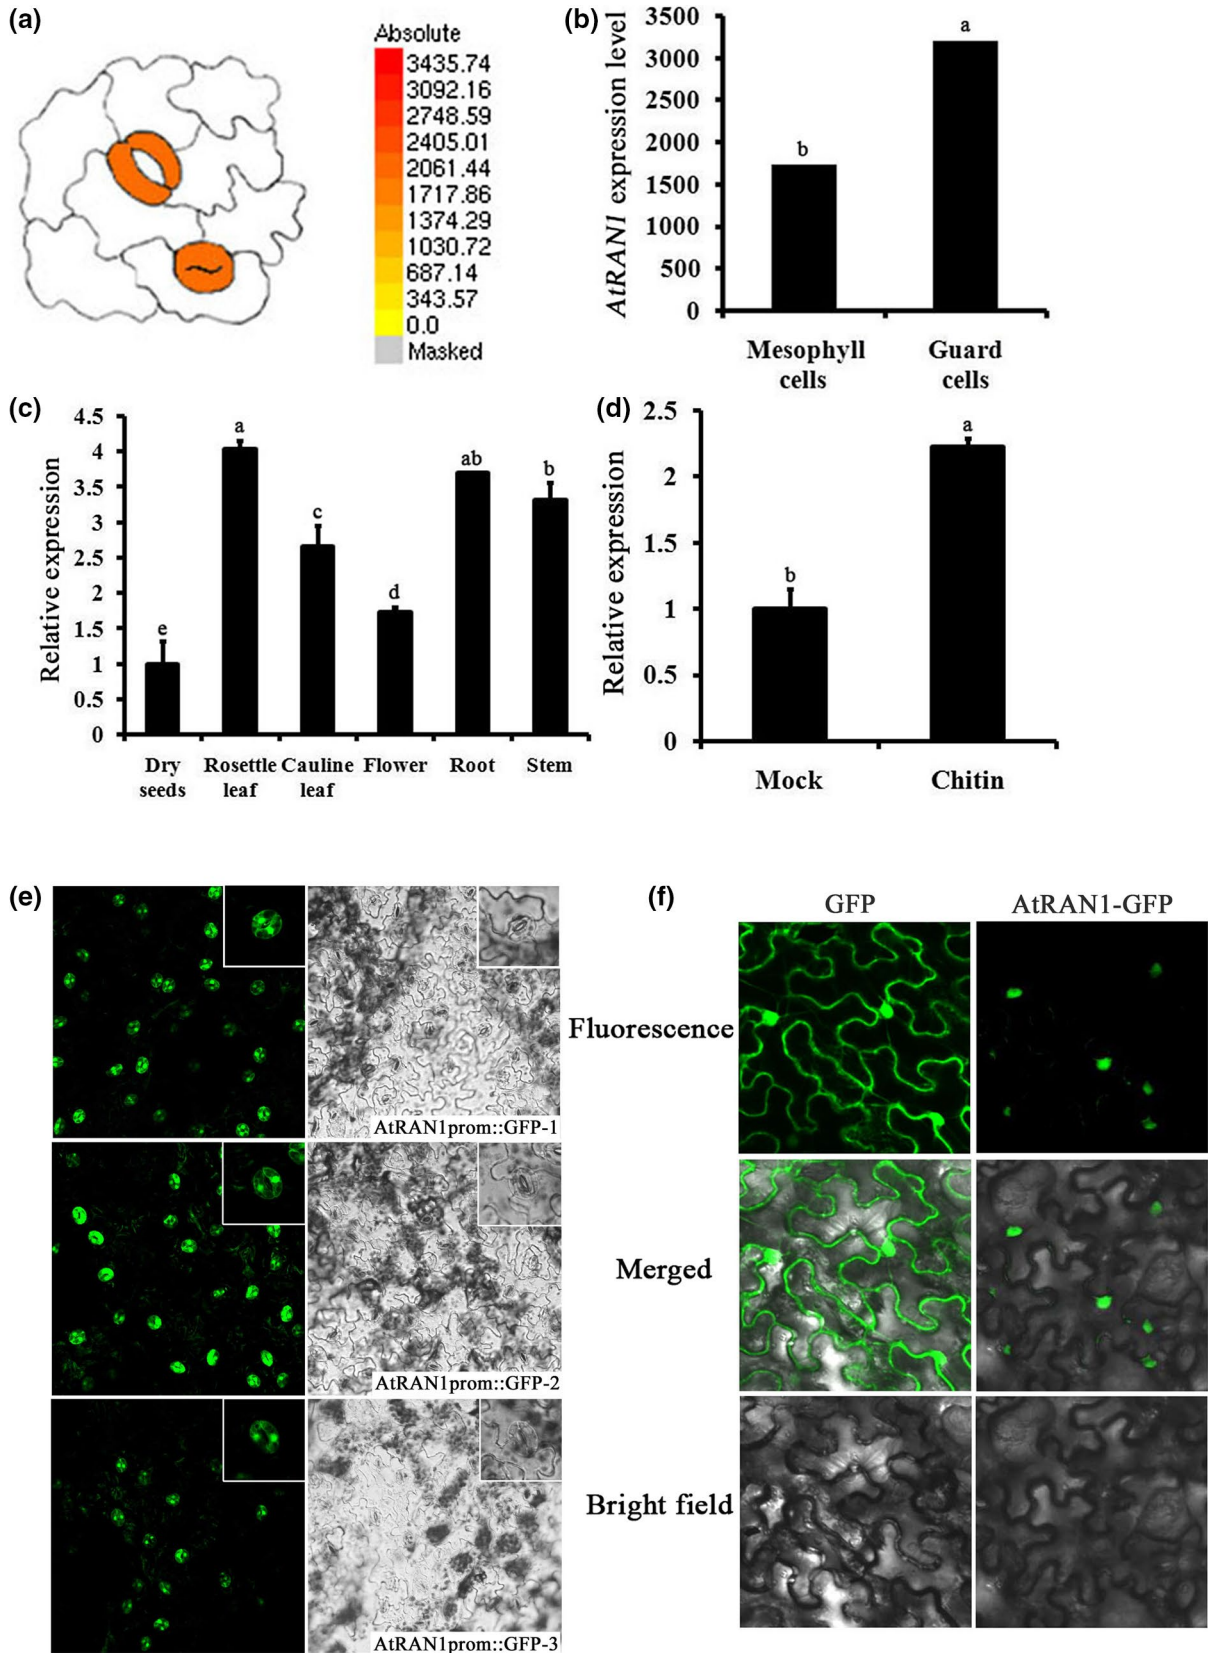 (a)
Absolute
3435.74
3092.16
2748.59
2405.01
2061.44
1717.86
1374.29
1030.72
687.14
343.57
0.0
Masked
(b)
AtRAN1 expression level
3500
3000
2500
2000
1500
1000
500
0
b
a
Mesophyll cells
Guard cells
(c)
Relative expression
4.5
4
3.5
3
2.5
2
1.5
1
0.5
0
e
a
c
d
ab
b
Dry seeds
Rosettle leaf
Cauline leaf
Flower
Root
Stem
(d)
Relative expression
2.5
2
1.5
1
0.5
0
b
a
Mock
Chitin
(e)
AtRAN1prom::GFP-1
AtRAN1prom::GFP-2
AtRAN1prom::GFP-3
(f)
GFP
AtRAN1-GFP
Fluorescence
Merged
Bright field